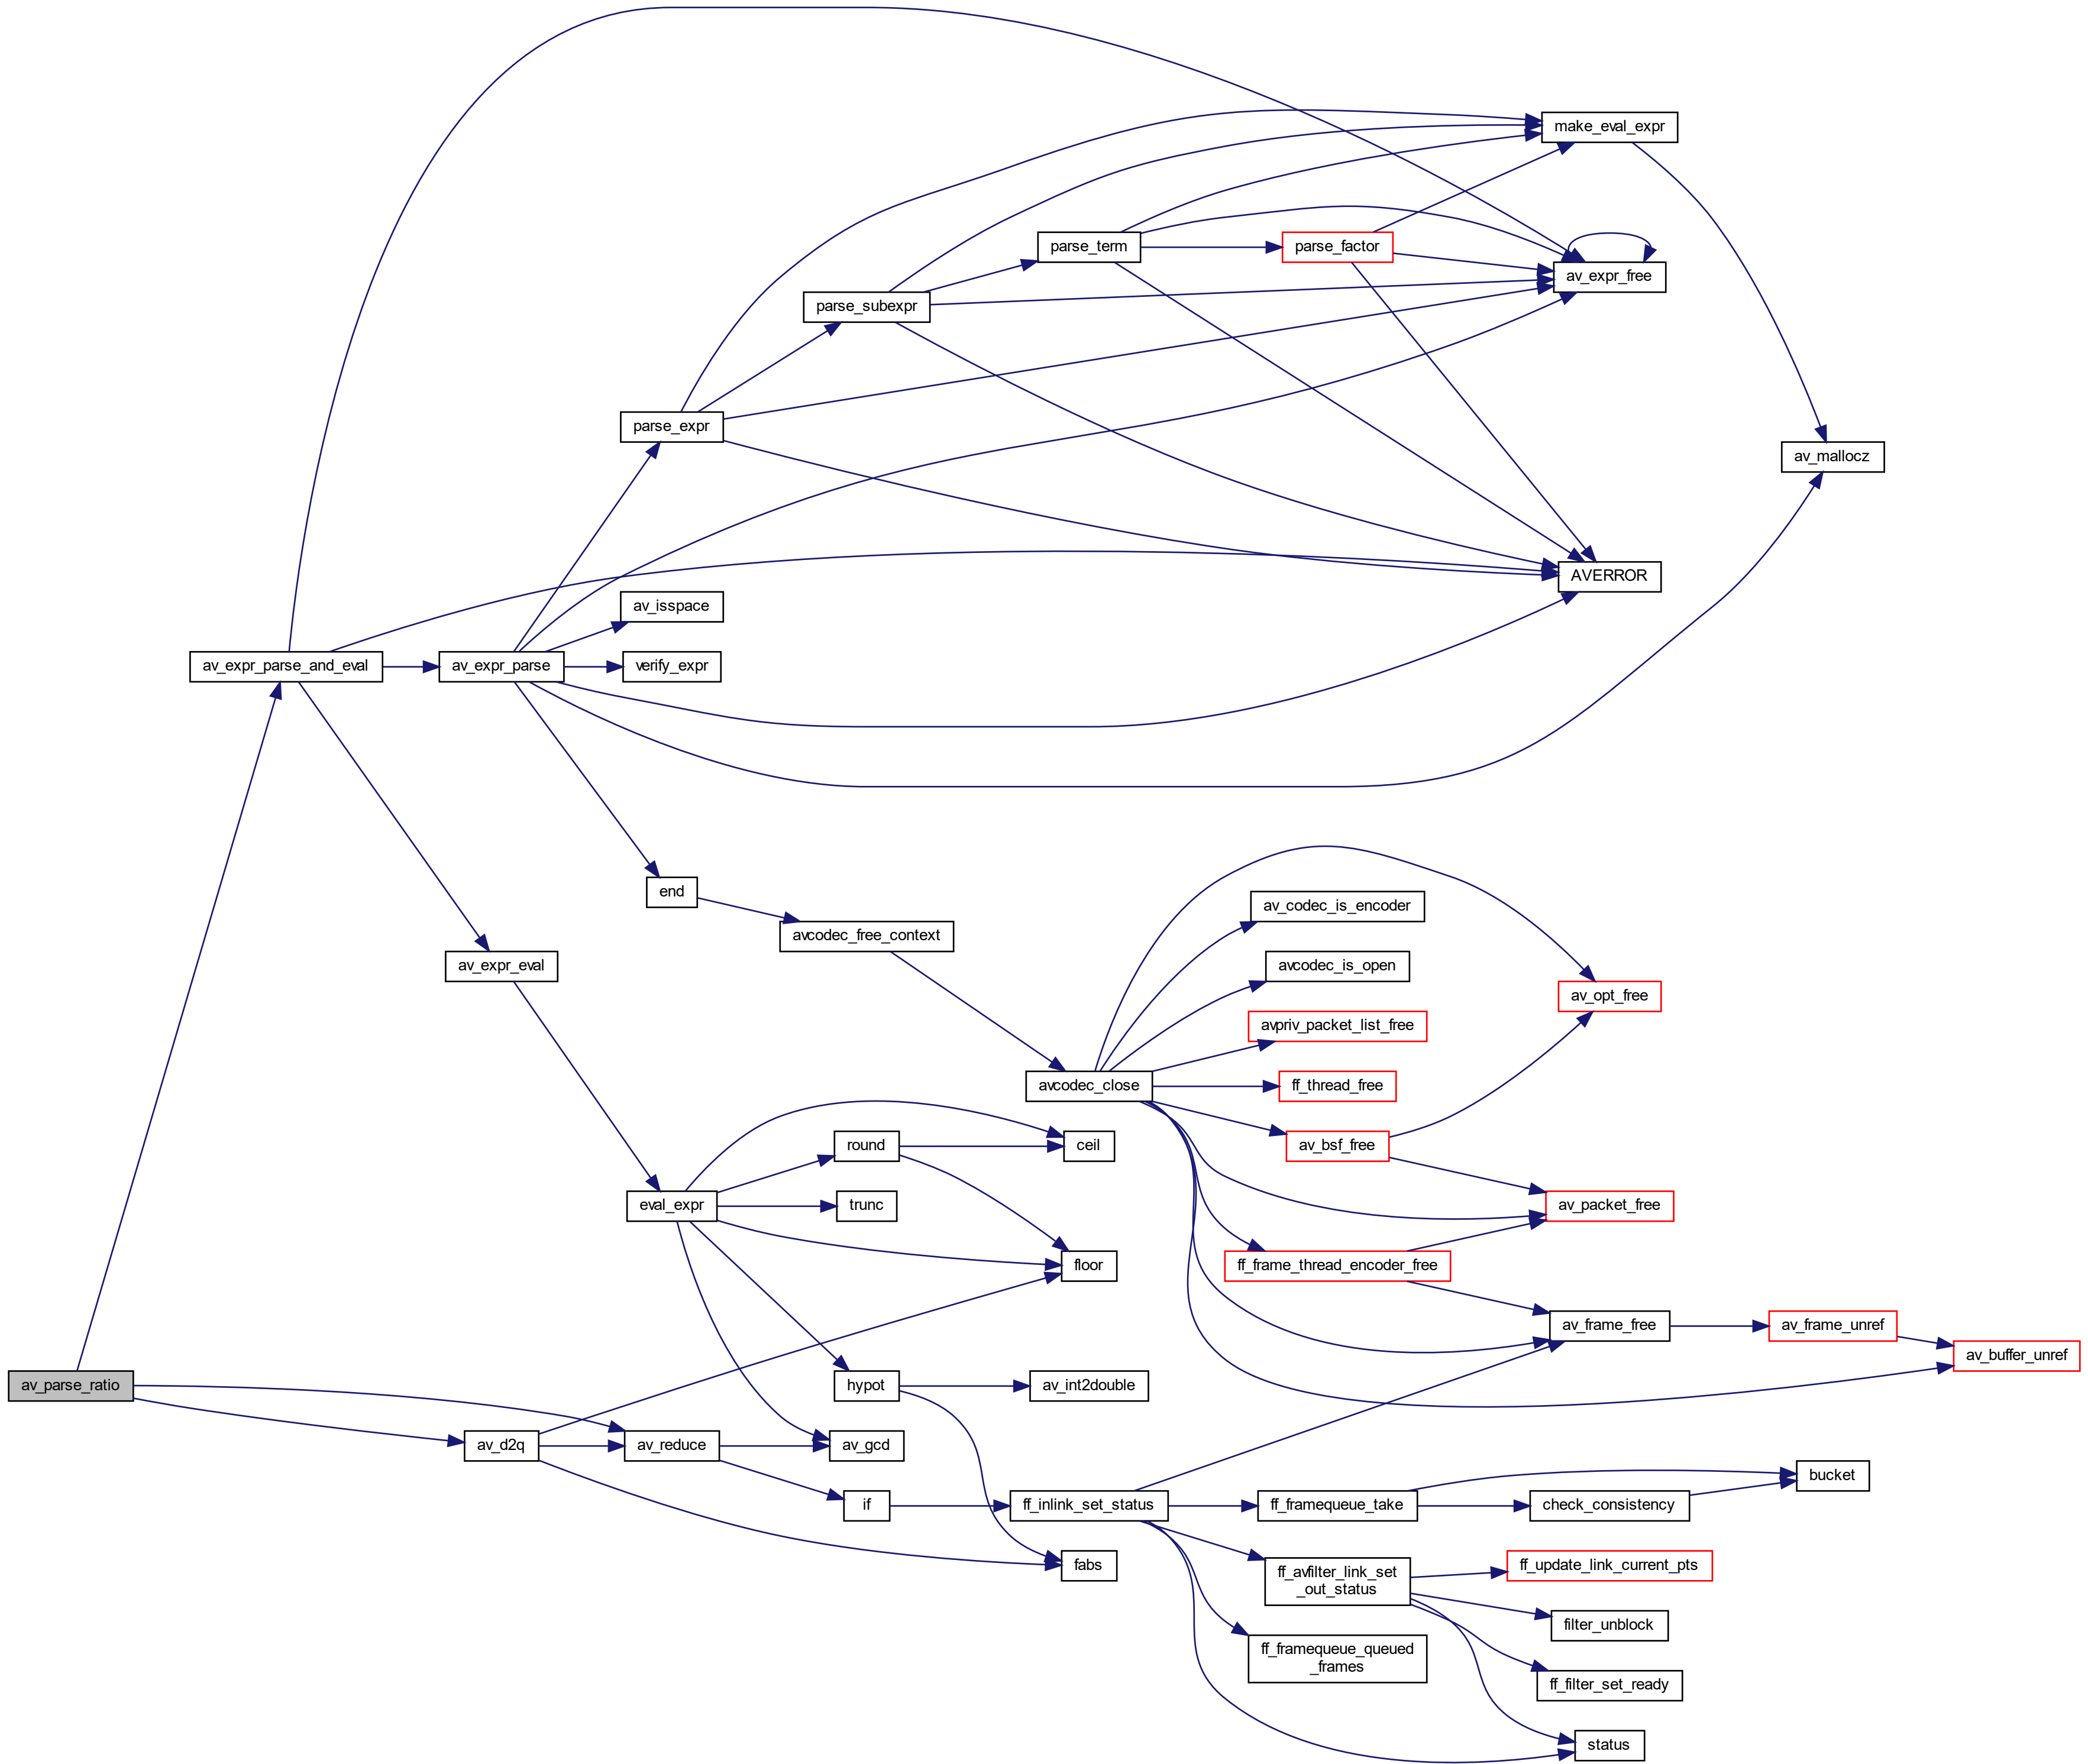 make_eval_expr
parse_term
parse_factor
av_expr_free
parse_subexpr
parse_expr
av_mallocz
AVERROR
av_isspace
av_expr_parse_and_eval
av_expr_parse
verify_expr
end
av_codec_is_encoder
avcodec_free_context
av_expr_eval
avcodec_is_open
av_opt_free
avpriv_packet_list_free
avcodec_close
ff_thread_free
round
ceil
av_bsf_free
eval_expr
trunc
av_packet_free
floor
ff_frame_thread_encoder_free
av_frame_free
av_frame_unref
av_buffer_unref
av_parse_ratio
hypot
av_int2double
av_d2q
av_reduce
av_gcd
bucket
if
ff_inlink_set_status
ff_framequeue_take
check_consistency
fabs
ff_avfilter_link_set
_out_status
ff_update_link_current_pts
filter_unblock
ff_framequeue_queued
_frames
ff_filter_set_ready
status